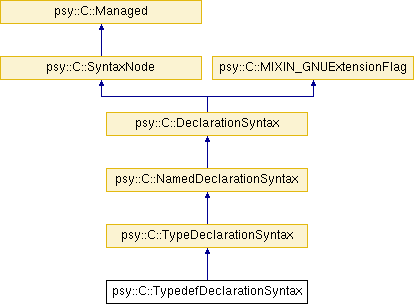 psy::C::Managed
psy::C::SyntaxNode
psy::C::MIXIN_GNUExtensionFlag
psy::C::DeclarationSyntax
psy::C::NamedDeclarationSyntax
psy::C::TypeDeclarationSyntax
psy::C::TypedefDeclarationSyntax